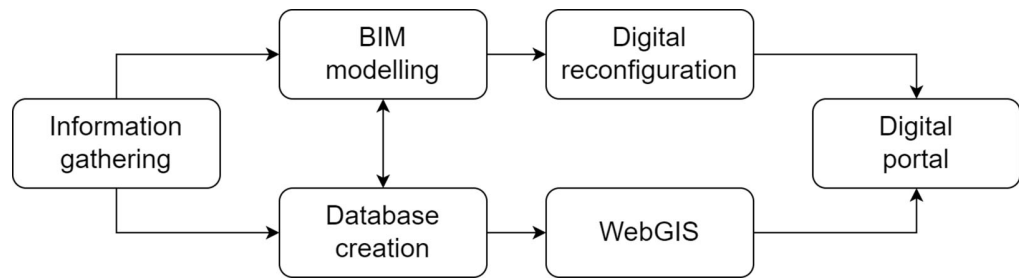 BIM
modelling
Digital
reconfiguration
Information
gathering
Digital
portal
Database
creation
WebGIS